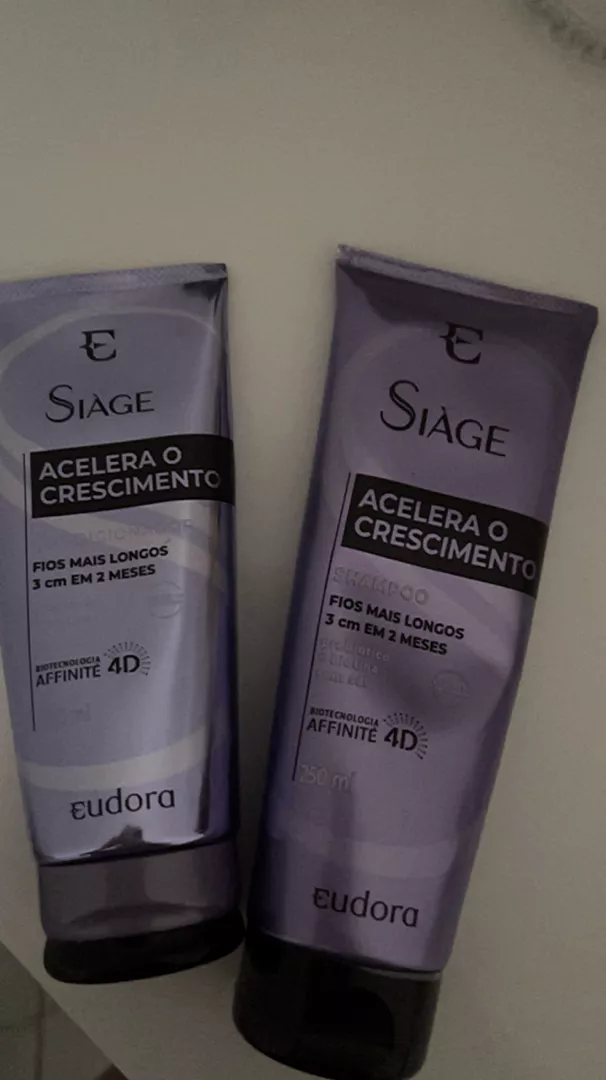 E
SIÀGE
ACELERA O
CRESCIMENTO
FIOS MAIS LONGOS
3 cm EM 2 MESES
BIOTECNOLOGIA
AFFINITÉ 4D
ml
eudora
E
SIÀGE
ACELERA O
CRESCIMENTO
SHAMPOO
FIOS MAIS LONGOS
3 cm EM 2 MESES
BIOTECNOLOGIA
AFFINITÉ 4D
250 ml
eudora